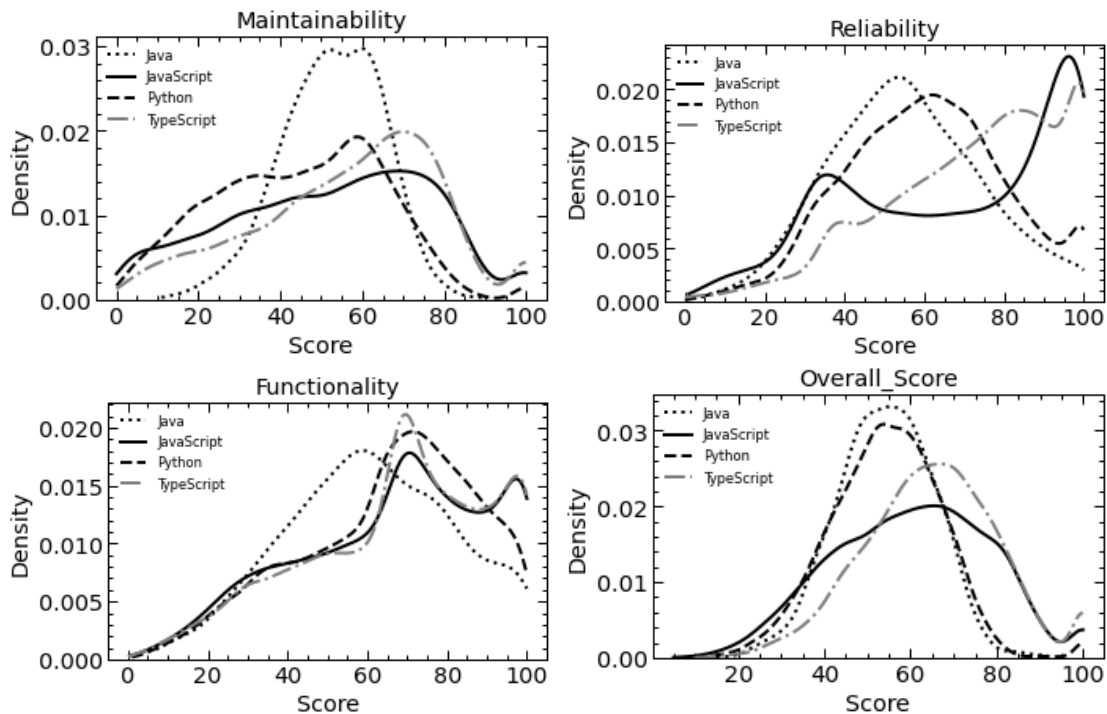 Maintainability
Java
JavaScript
Python
TypeScript
Density
0.00
0.01
0.02
0.03
0 20 40 60 80 100
Score
Reliability
Java
JavaScript
Python
TypeScript
Density
0.000
0.005
0.010
0.015
0.020
0 20 40 60 80 100
Score
Functionality
Java
JavaScript
Python
TypeScript
Density
0.000
0.005
0.010
0.015
0.020
0 20 40 60 80 100
Score
Overall_Score
Java
JavaScript
Python
TypeScript
Density
0.00
0.01
0.02
0.03
20 40 60 80 100
Score